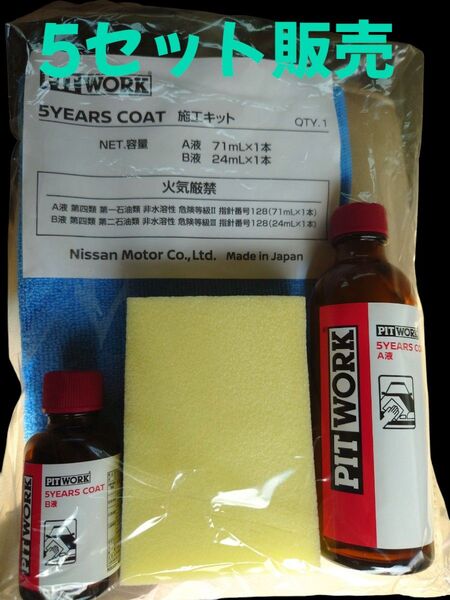 5セット販売
PITWORK
5YEARS COAT 施工キット QTY.1
NET.容量 A液 71mL×1本
B液 24mL×1本
火気厳禁
A液 第四類 第一石油類 非水溶性 危険等級Ⅱ 指針番号128(71mL×1本)
B液 第四類 第二石油類 非水溶性 危険等級Ⅲ 指針番号128(24mL×1本)
Nissan Motor Co.,Ltd. Made in Japan
PITWORK
PITWORK
5YEARS CO
A液
PITWORK
PITWORK
5YEARS COAT
B液